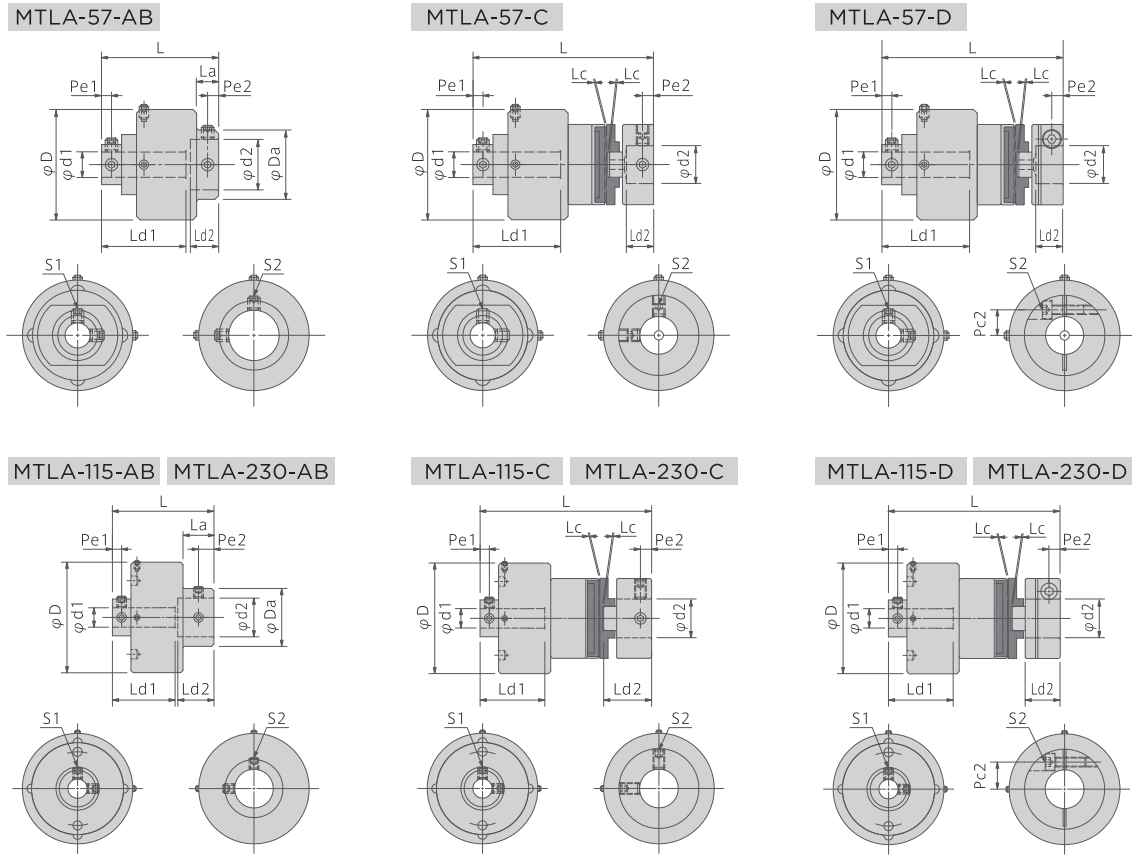 MTLA-57-AB
L
La
Pe1
Pe2
φD
φd1
φd2
φDa
Ld1
Ld2
S1
S2
MTLA-57-C
L
Lc
Lc
Pe1
Pe2
φD
φd1
φd2
Ld1
Ld2
S1
S2
MTLA-57-D
L
Lc
Lc
Pe1
Pe2
φD
φd1
φd2
Ld1
Ld2
S1
S2
Pc2
MTLA-115-AB MTLA-230-AB
L
La
Pe1
Pe2
φD
φd1
φd2
φDa
Ld1
Ld2
S1
S2
MTLA-115-C MTLA-230-C
L
Lc
Lc
Pe1
Pe2
φD
φd1
φd2
Ld1
Ld2
S1
S2
MTLA-115-D MTLA-230-D
L
Lc
Lc
Pe1
Pe2
φD
φd1
φd2
Ld1
Ld2
S1
S2
Pc2